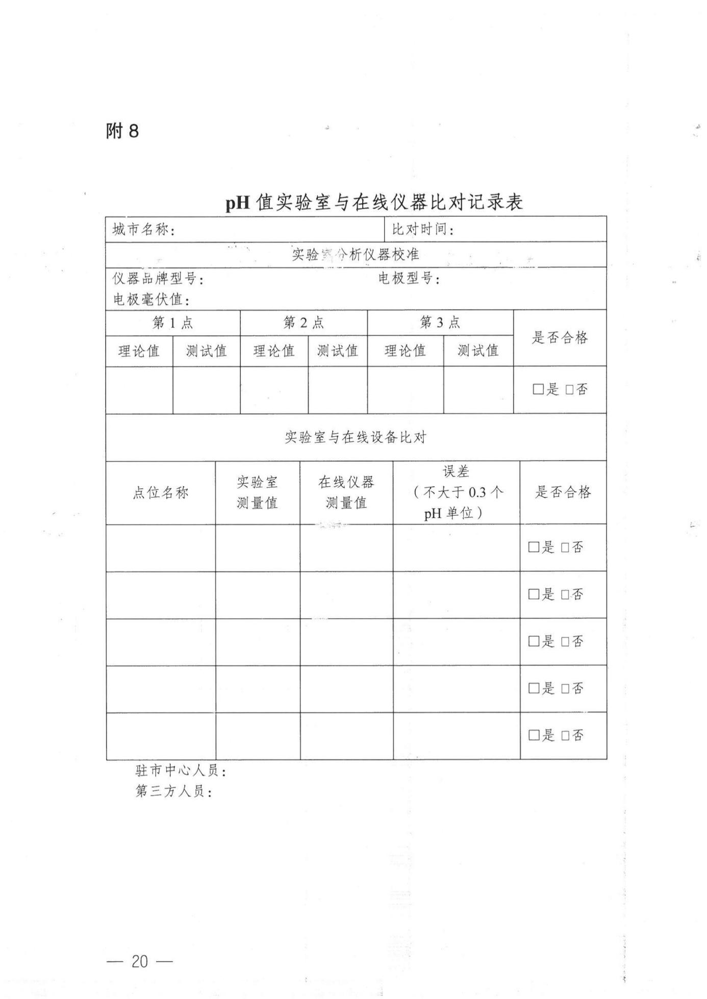 附 8
pH 值实验室与在线仪器比对记录表
城市名称： 比对时间：
实验室分析仪器校准
仪器品牌型号： 电极型号：
电极毫伏值：
第 1 点 第 2 点 第 3 点 是否合格
理论值 测试值 理论值 测试值 理论值 测试值
□是 □否
实验室与在线设备比对
点位名称 实验室测量值 在线仪器测量值 误差（不大于 0.3 个 pH 单位） 是否合格
□是 □否
□是 □否
□是 □否
□是 □否
□是 □否
驻市中心人员：
第三方人员：
— 20 —